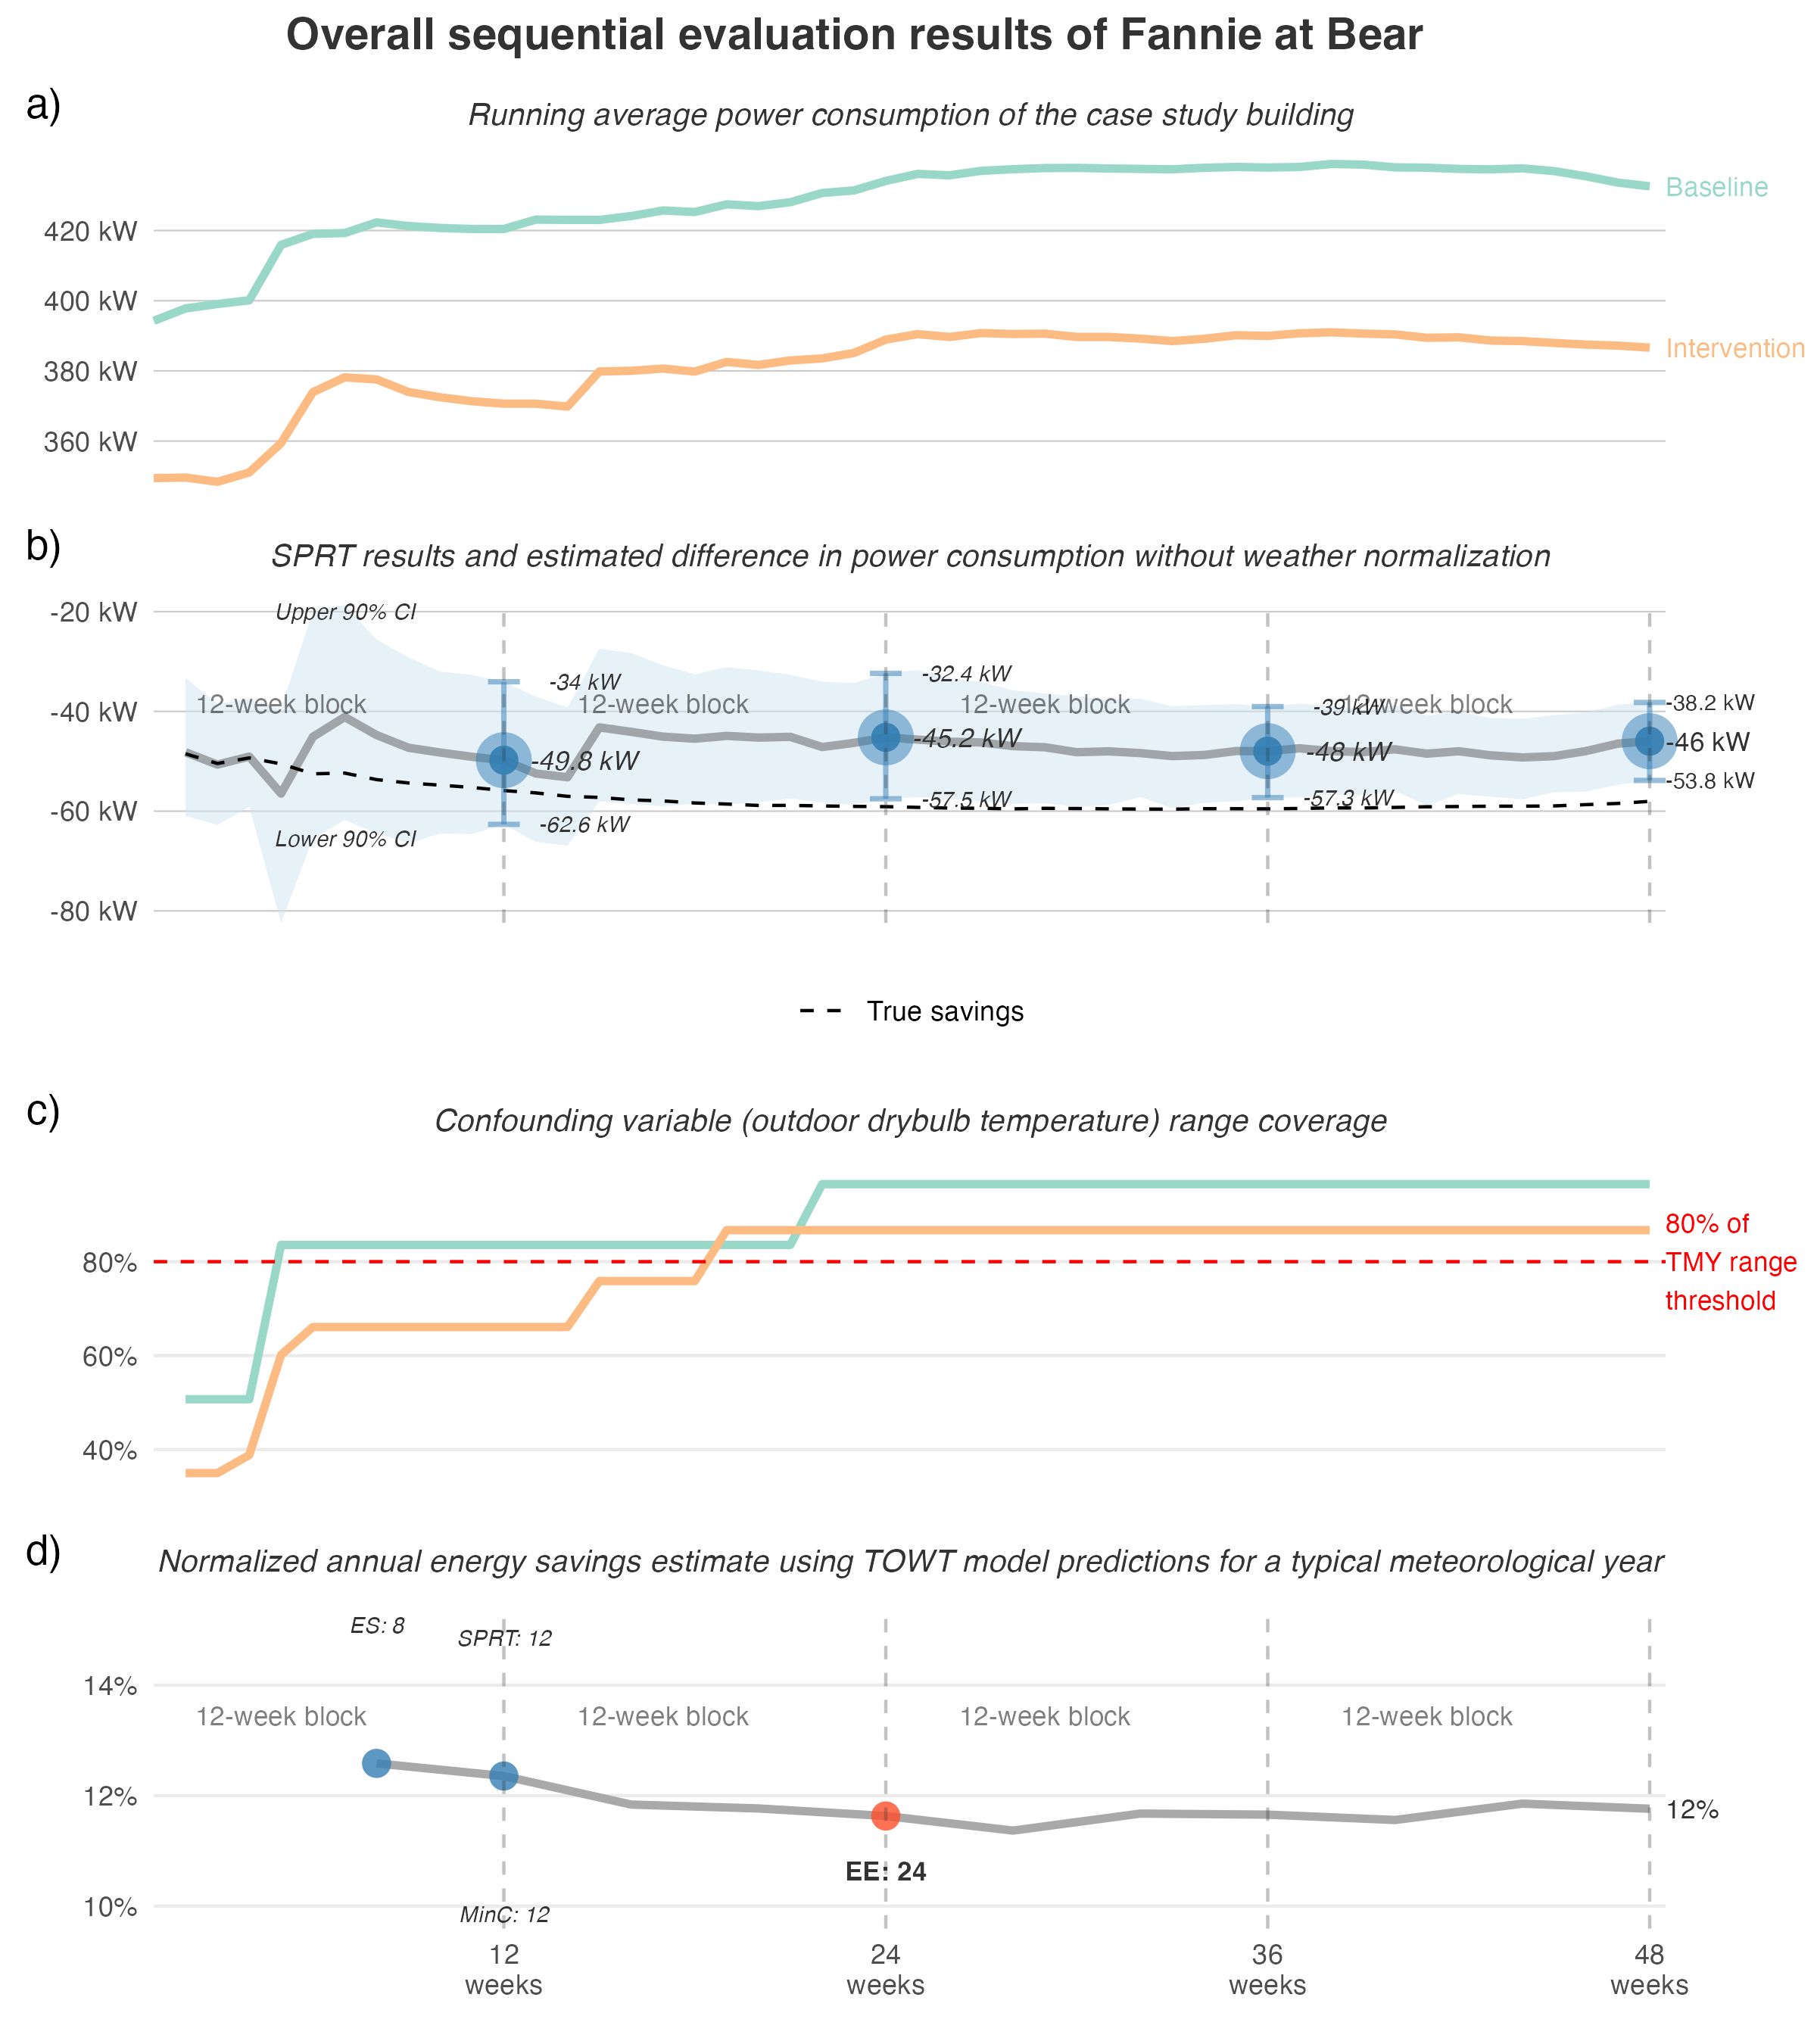 Overall sequential evaluation results of Fannie at Bear
a)
Running average power consumption of the case study building
Baseline
420 kW
400 kW
Intervention
380 kW
360 kW
b)
SPRT results and estimated difference in power consumption without weather normalization
-20 kW
Upper 90% CI
-34 kW
-32.4 kW
12-week block
12-week block
12-week block
-39 kW
12-week block
-38.2 kW
-40 kW
-49.8 kW
-45.2 kW
-48 kW
-46 kW
-53.8 kW
-57.5 kW
-57.3 kW
-60 kW
-62.6 kW
Lower 90% CI
-80 kW
True savings
c)
Confounding variable (outdoor drybulb temperature) range coverage
80% of
TMY range
threshold
80%
60%
40%
d)
Normalized annual energy savings estimate using TOWT model predictions for a typical meteorological year
ES: 8
SPRT: 12
14%
12-week block
12-week block
12-week block
12-week block
12%
12%
EE: 24
10%
MinC: 12
12
weeks
24
weeks
36
weeks
48
weeks